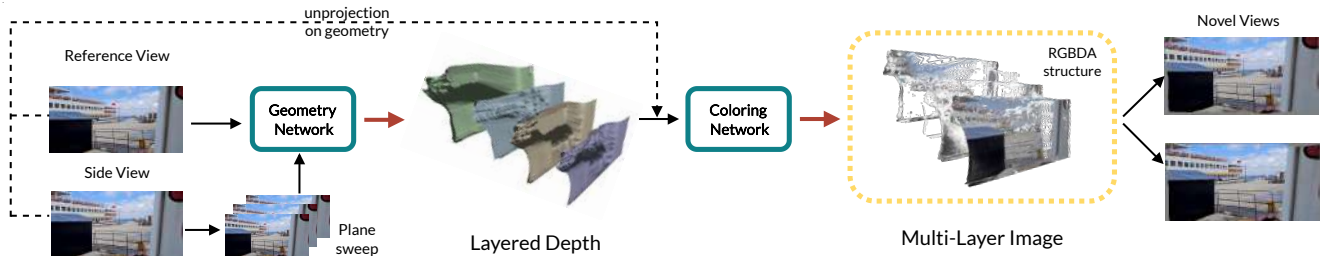 unprojection
on geometry
Reference View
Side View
Geometry
Network
Plane
sweep
Layered Depth
Coloring
Network
RGBDA
structure
Multi-Layer Image
Novel Views